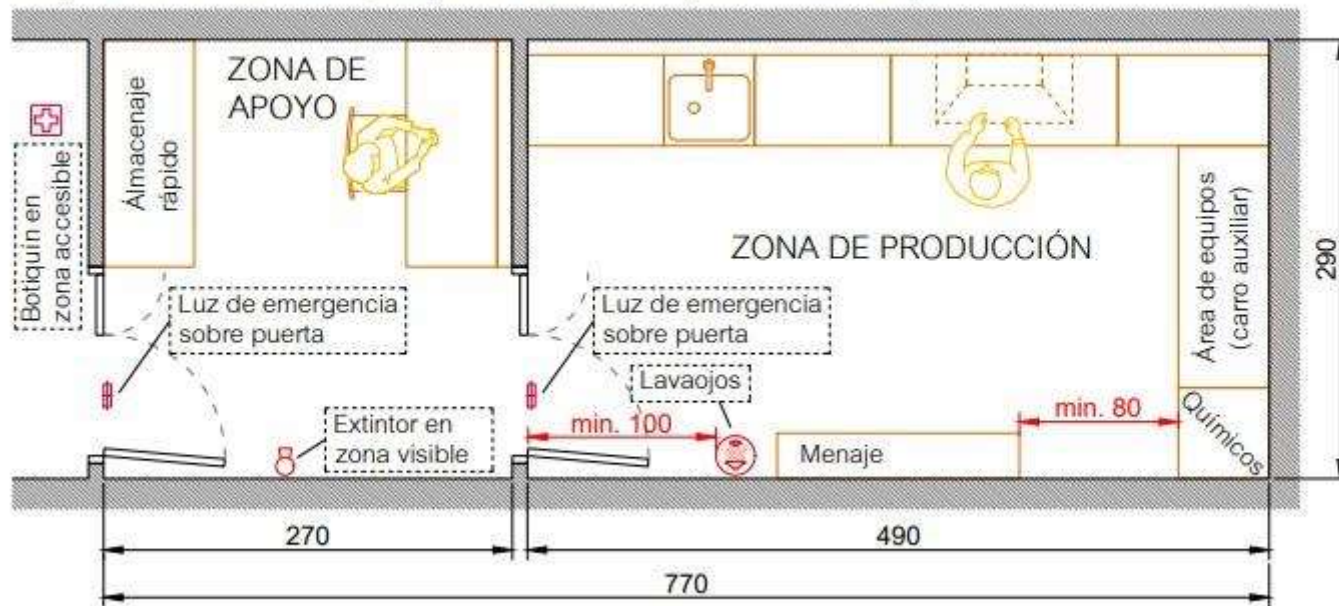 ZONA DE
APOYO
Álmacenaje
rápido
Botiquin en
zona accesible
Luz de emergencia
sobre puerta
Extintor en
zona visible
ZONA DE PRODUCCIÓN
Luz de emergencia
sobre puerta
Lavaojos
min. 100
Menaje
min. 80
Área de equipos
(carro auxiliar)
Químicos
290
270
490
770